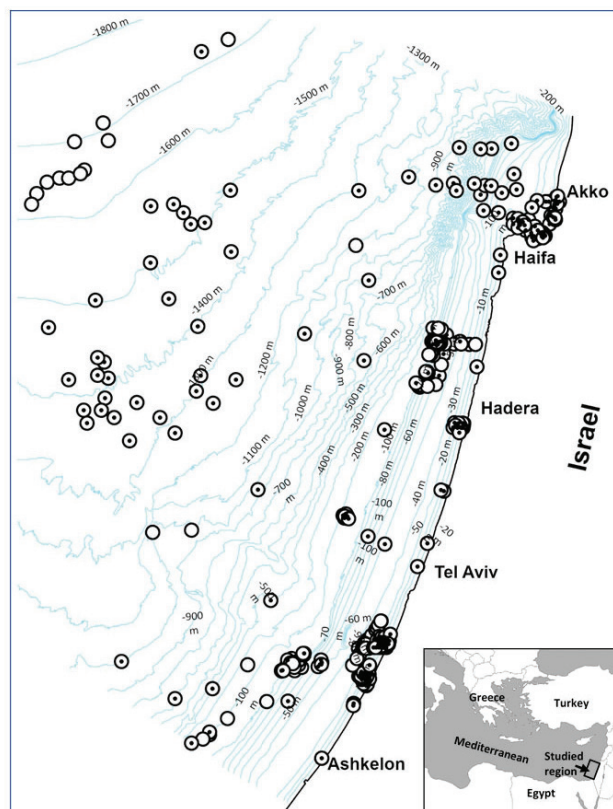 -1800 m
-1700 m
-1600 m
-1500 m
-1300 m
-200 m
-900
m
Akko
Haifa
-10 m
-700 m
-1400 m
-600 m
-800 m
-900m
-1200 m
-500 m
-1000 m
-300 m
-200 m
-30 m
-60 m
Hadera
Israel
-1100 m
-400 m
-100 m
-80 m
-20 m
-700
m
-40 m
-100
m
-50 m
-20
-100
m
Tel Aviv
-60 m
-900
m
-70
m
-100
m
-50 m
Ashkelon
Greece
Turkey
Mediterranean
Studied
region
Egypt